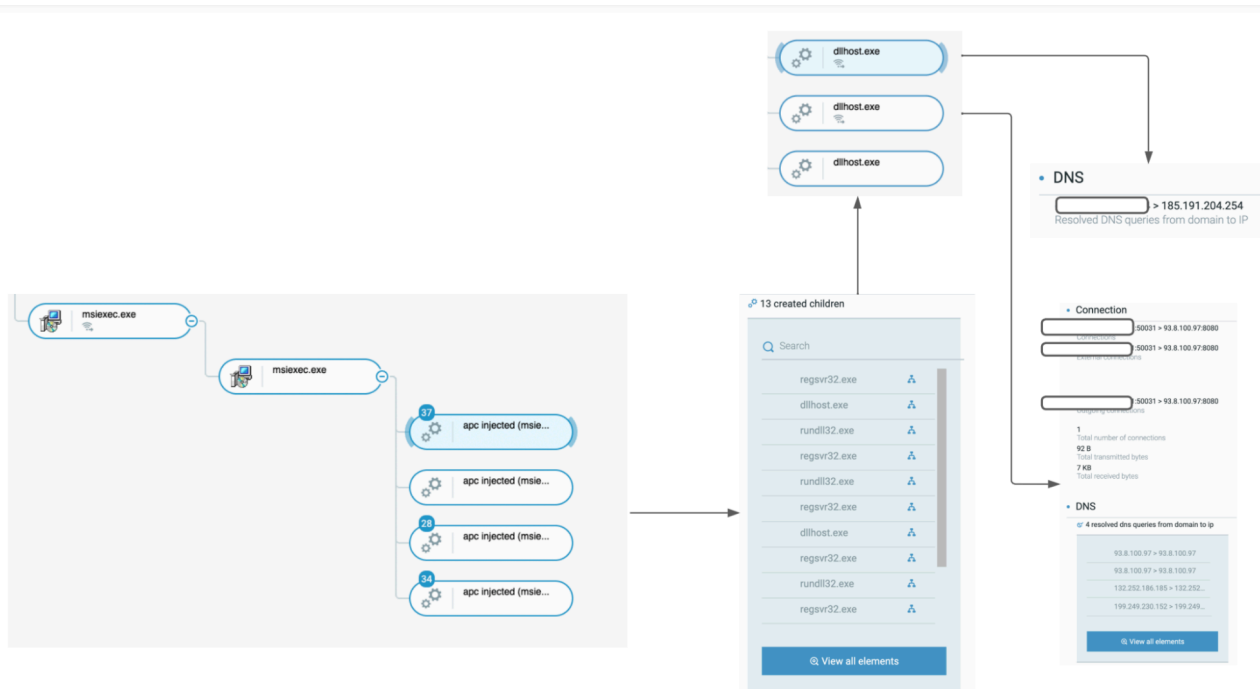 dllhost.exe
dllhost.exe
dllhost.exe
DNS
> 185.191.204.254
Resolved DNS queries from domain to IP
msiexec.exe
msiexec.exe
37
apc injected (msie...
apc injected (msie...
28
apc injected (msie...
34
apc injected (msie...
13 created children
Search
regsvr32.exe
dllhost.exe
rundll32.exe
regsvr32.exe
rundll32.exe
regsvr32.exe
dllhost.exe
regsvr32.exe
rundll32.exe
regsvr32.exe
View all elements
Connection
:50031 > 93.8.100.97:8080
Connections
:50031 > 93.8.100.97:8080
External connections
:50031 > 93.8.100.97:8080
Outgoing connections
1
Total number of connections
92 B
Total transmitted bytes
7 KB
Total received bytes
DNS
4 resolved dns queries from domain to ip
93.8.100.97 > 93.8.100.97
93.8.100.97 > 93.8.100.97
132.252.186.185 > 132.252...
199.249.230.152 > 199.249...
View all elements